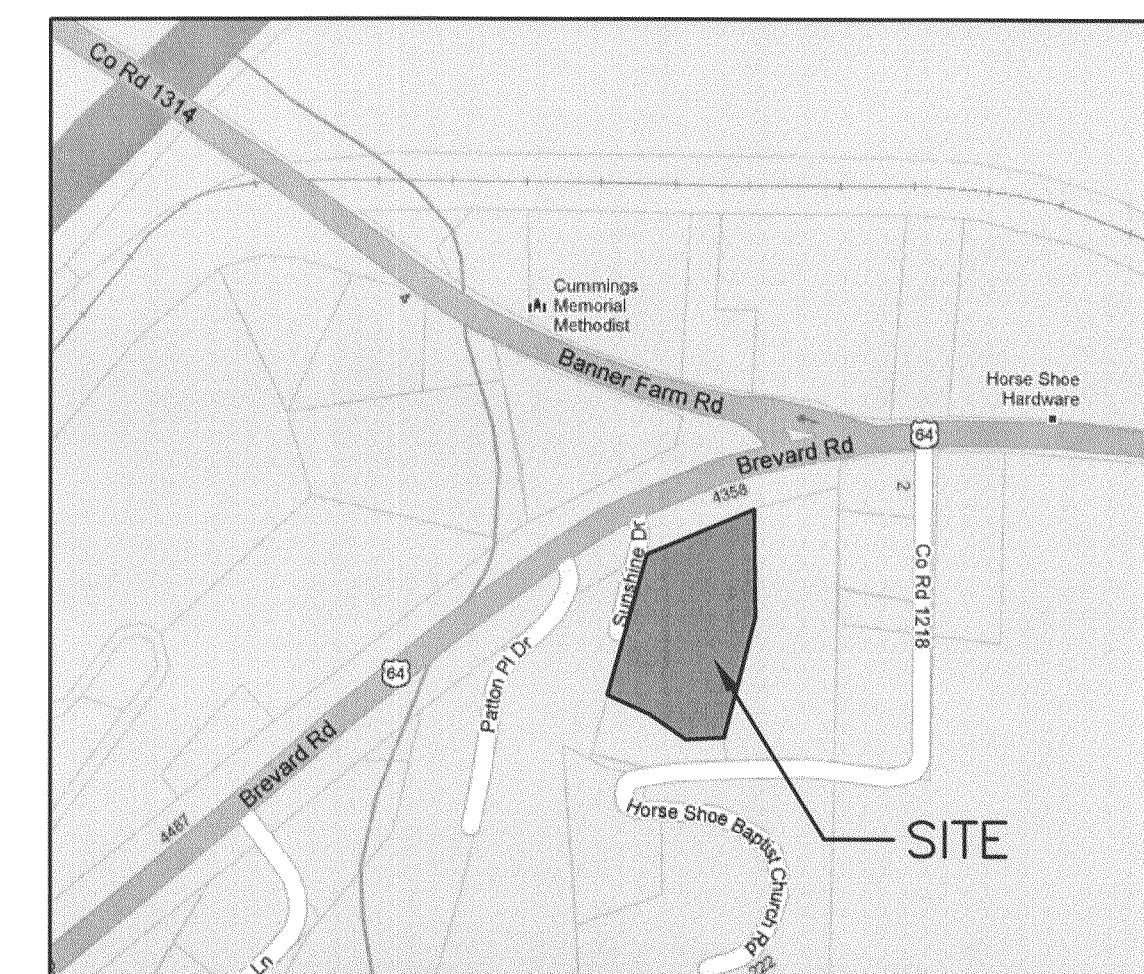 Co Rd 1314
Cummings
Memorial
Methodist
4
Banner Farm Rd
Horse Shoe
Hardware
64
Brevard Rd
4358
2
Sunshine Dr
Co Rd 1218
Patton Pl Dr
64
Brevard Rd
4487
Horse Shoe Baptist Church Rd
SITE
Ln